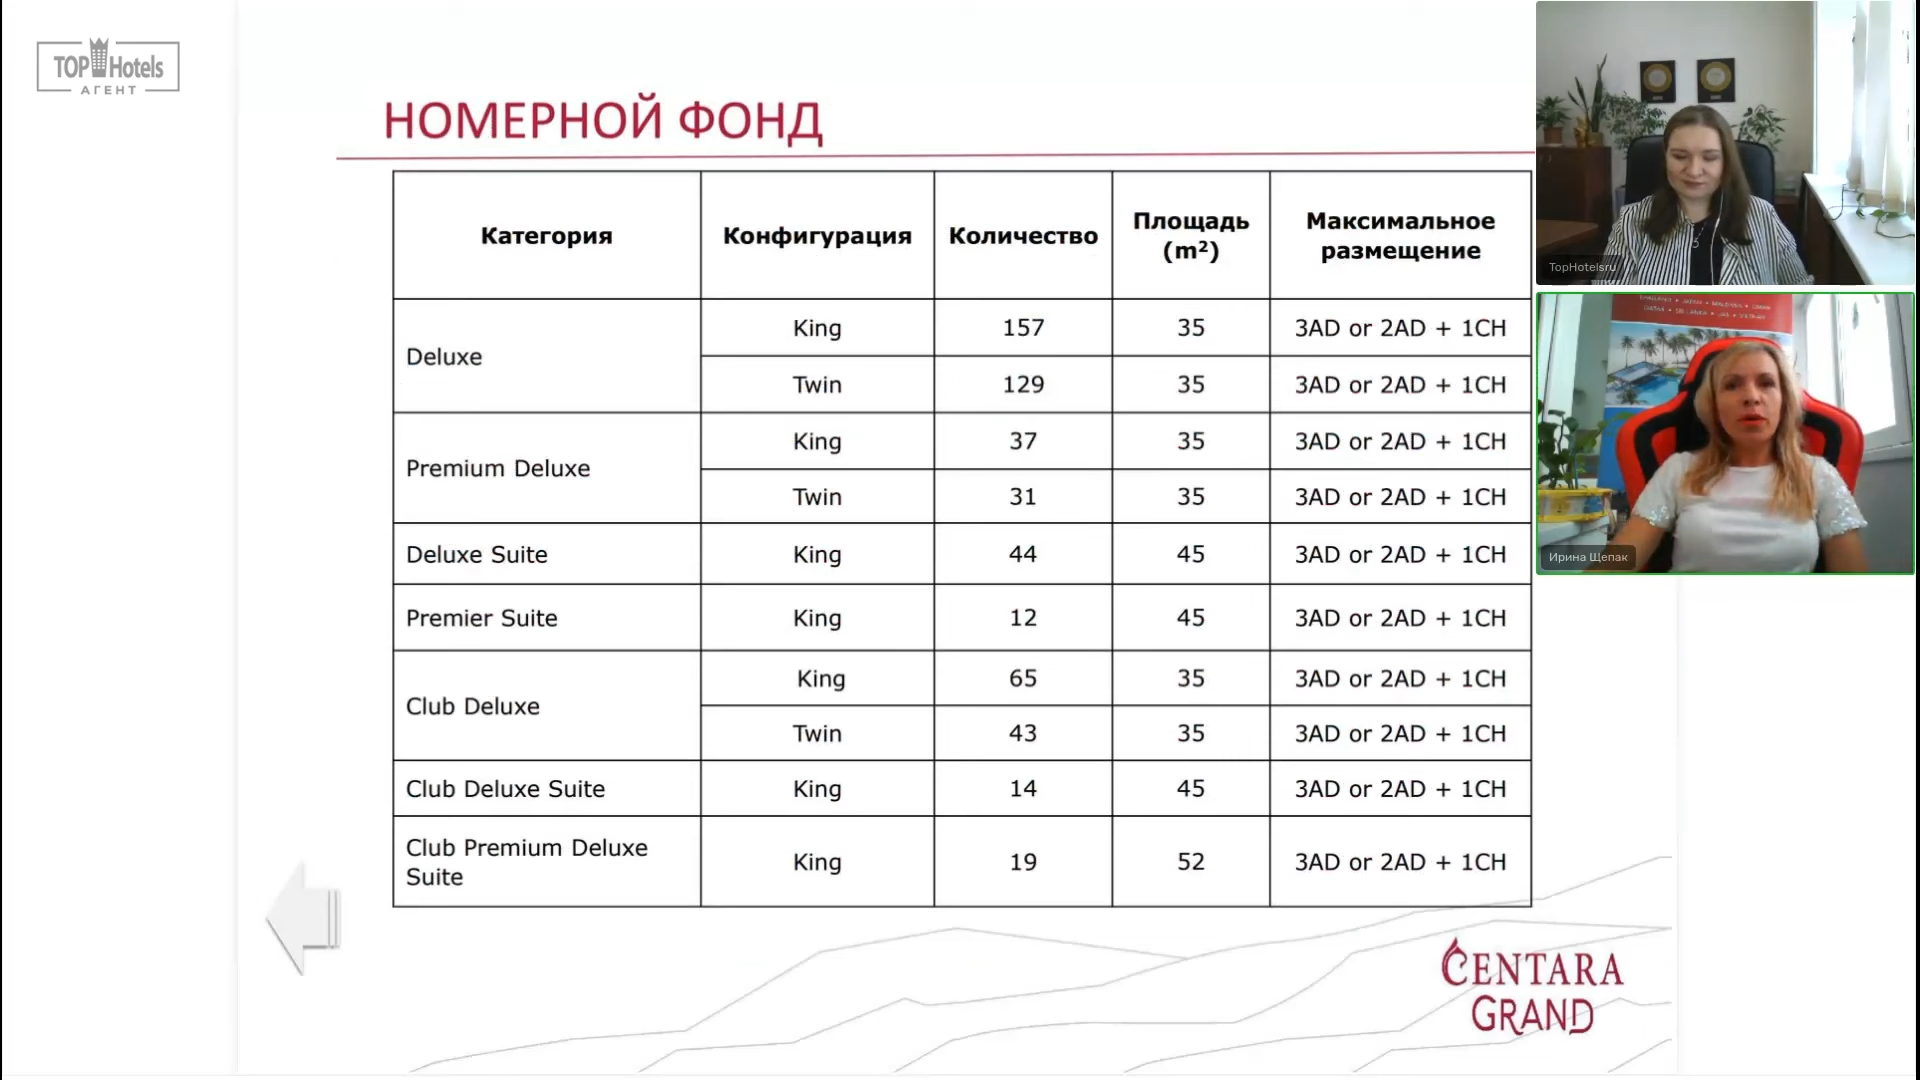 TOP Hotels
АГЕНТ
НОМЕРНОЙ ФОНД
Категория Конфигурация Количество Площадь (m²) Максимальное размещение
Deluxe King 157 35 3AD or 2AD + 1CH
Twin 129 35 3AD or 2AD + 1CH
Premium Deluxe King 37 35 3AD or 2AD + 1CH
Twin 31 35 3AD or 2AD + 1CH
Deluxe Suite King 44 45 3AD or 2AD + 1CH
Premier Suite King 12 45 3AD or 2AD + 1CH
Club Deluxe King 65 35 3AD or 2AD + 1CH
Twin 43 35 3AD or 2AD + 1CH
Club Deluxe Suite King 14 45 3AD or 2AD + 1CH
Club Premium Deluxe Suite King 19 52 3AD or 2AD + 1CH
CENTARA
GRAND
TopHotelsru
Ирина Щепак